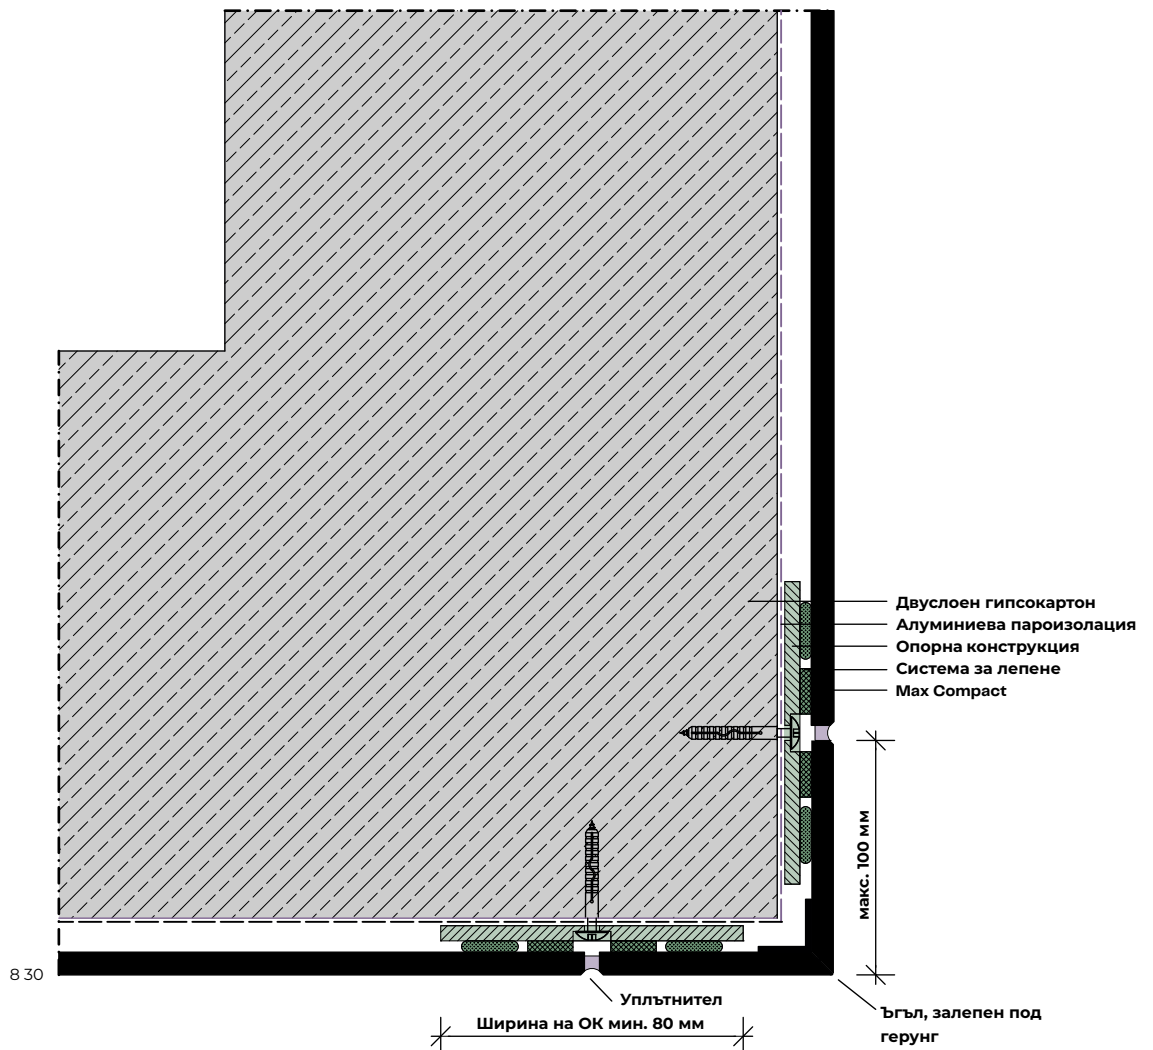 Двуслоен гипсокартон
Алуминиева пароизолация
Опорна конструкция
Система за лепене
Max Compact
макс. 100 мм
8 30
Уплътнител
Ширина на ОК мин. 80 мм
Ъгъл, залепен под
герунг